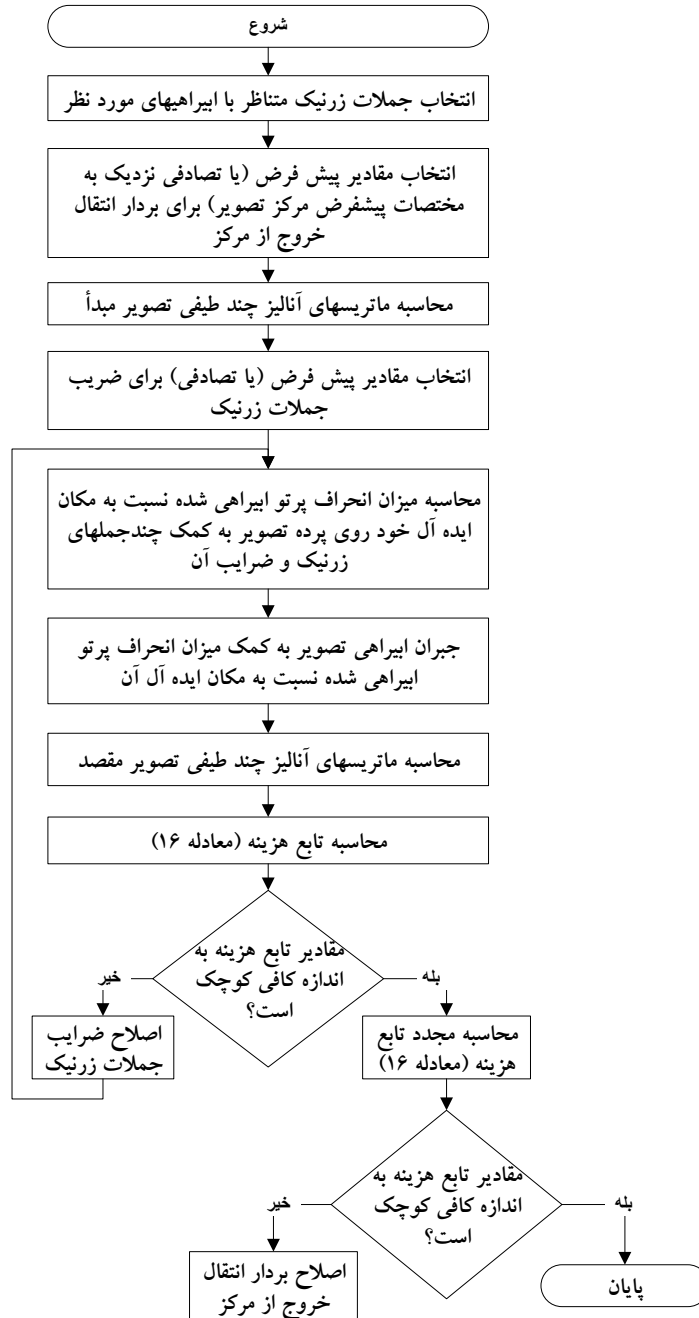 شروع
انتخاب جملات زرنیک متناظر با ابیراهیهای مورد نظر
انتخاب مقادیر پیش فرض (یا تصادفی نزدیک به
مختصات پیشفرض مرکز تصویر) برای بردار انتقال
خروج از مرکز
محاسبه ماتریسهای آنالیز چند طیفی تصویر مبدأ
انتخاب مقادیر پیش فرض (یا تصادفی) برای ضریب
جملات زرنیک
محاسبه میزان انحراف پرتو ابیراهی شده نسبت به مکان
ایده آل خود روی پرده تصویر به کمک چندجملهای
زرنیک و ضرایب آن
جبران ابیراهی تصویر به کمک میزان انحراف پرتو
ابیراهی شده نسبت به مکان ایده آل آن
محاسبه ماتریسهای آنالیز چند طیفی تصویر مقصد
محاسبه تابع هزینه (معادله ۱۶)
مقادیر تابع هزینه به
اندازه کافی کوچک
است؟
بله
خیر
محاسبه مجدد تابع
هزینه (معادله ۱۶)
اصلاح ضرایب
جملات زرنیک
مقادیر تابع هزینه به
اندازه کافی کوچک
است؟
بله
خیر
پایان
اصلاح بردار انتقال
خروج از مرکز